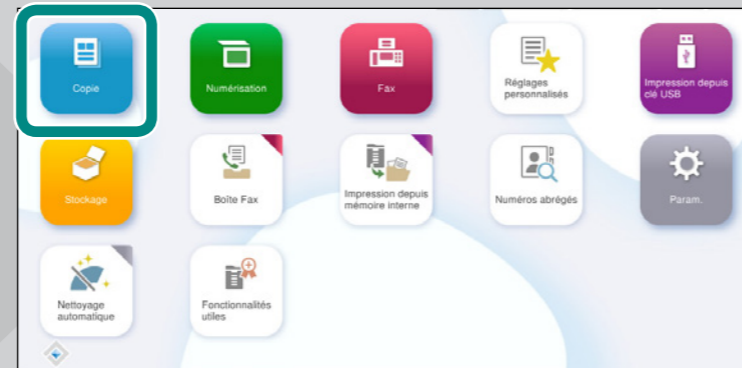 Copie
Numérisation
Fax
Réglages
personnalisés
Impression depuis
clé USB
Stockage
Boîte Fax
Impression depuis
mémoire interne
Numéros abrégés
Param.
Nettoyage
automatique
Fonctionnalités
utiles